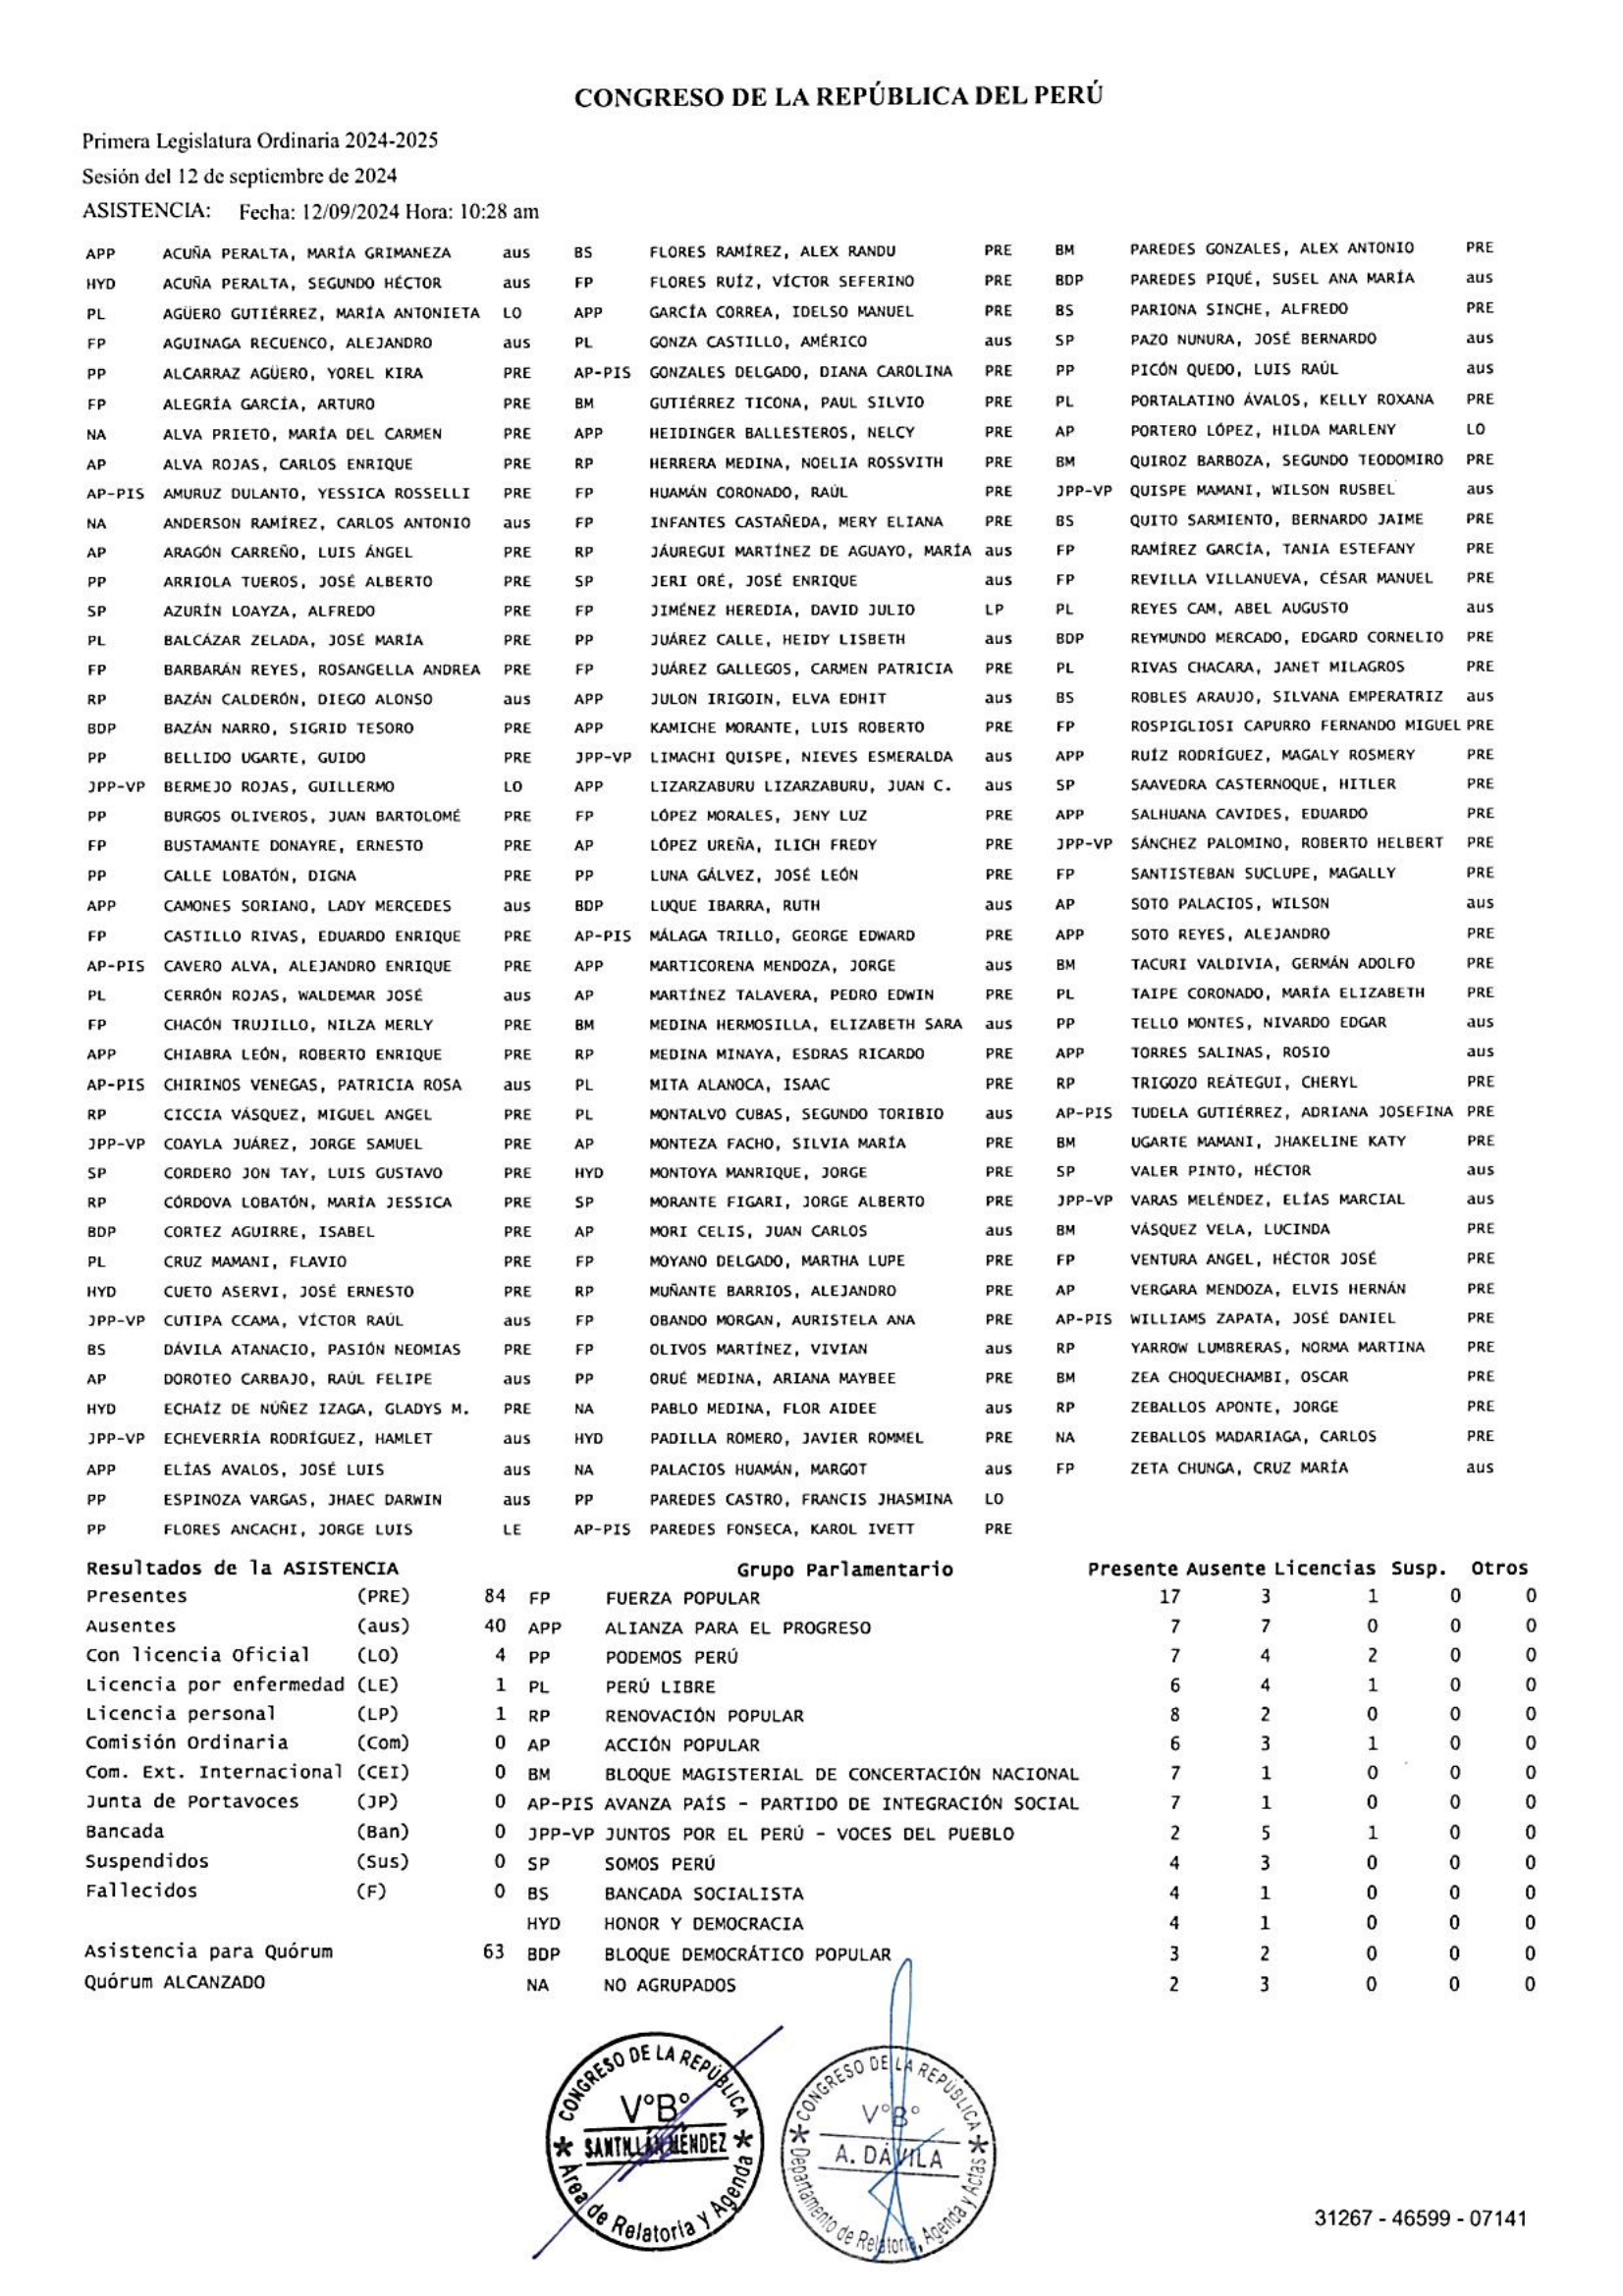 CONGRESO DE LA REPÚBLICA DEL PERÚ
Primera Legislatura Ordinaria 2024-2025
Sesión del 12 de septiembre de 2024
ASISTENCIA: Fecha: 12/09/2024 Hora: 10:28 am
APP ACUÑA PERALTA, MARÍA GRIMANEZA aus BS FLORES RAMÍREZ, ALEX RANDU PRE BM PAREDES GONZALES, ALEX ANTONIO PRE
HYD ACUÑA PERALTA, SEGUNDO HÉCTOR aus FP FLORES RUÍZ, VÍCTOR SEFERINO PRE BDP PAREDES PIQUÉ, SUSEL ANA MARÍA aus
PL AGÜERO GUTIÉRREZ, MARÍA ANTONIETA LO APP GARCÍA CORREA, IDELSO MANUEL PRE BS PARIONA SINCHE, ALFREDO PRE
FP AGUINAGA RECUENCO, ALEJANDRO aus PL GONZA CASTILLO, AMÉRICO aus SP PAZO NUNURA, JOSÉ BERNARDO aus
PP ALCARRAZ AGÜERO, YOREL KIRA PRE AP-PIS GONZALES DELGADO, DIANA CAROLINA PRE PP PICÓN QUEDO, LUIS RAÚL aus
FP ALEGRÍA GARCÍA, ARTURO PRE BM GUTIÉRREZ TICONA, PAUL SILVIO PRE PL PORTALATINO ÁVALOS, KELLY ROXANA PRE
NA ALVA PRIETO, MARÍA DEL CARMEN PRE APP HEIDINGER BALLESTEROS, NELCY PRE AP PORTERO LÓPEZ, HILDA MARLENY LO
AP ALVA ROJAS, CARLOS ENRIQUE PRE RP HERRERA MEDINA, NOELIA ROSSVITH PRE BM QUIROZ BARBOZA, SEGUNDO TEODOMIRO PRE
AP-PIS AMURUZ DULANTO, YESSICA ROSSELLI PRE FP HUAMÁN CORONADO, RAÚL PRE JPP-VP QUISPE MAMANI, WILSON RUSBEL aus
NA ANDERSON RAMÍREZ, CARLOS ANTONIO aus FP INFANTES CASTAÑEDA, MERY ELIANA PRE BS QUITO SARMIENTO, BERNARDO JAIME PRE
AP ARAGÓN CARREÑO, LUIS ÁNGEL PRE RP JÁUREGUI MARTÍNEZ DE AGUAYO, MARÍA aus FP RAMÍREZ GARCÍA, TANIA ESTEFANY PRE
PP ARRIOLA TUEROS, JOSÉ ALBERTO PRE SP JERI ORÉ, JOSÉ ENRIQUE aus FP REVILLA VILLANUEVA, CÉSAR MANUEL PRE
SP AZURÍN LOAYZA, ALFREDO PRE FP JIMÉNEZ HEREDIA, DAVID JULIO LP PL REYES CAM, ABEL AUGUSTO aus
PL BALCÁZAR ZELADA, JOSÉ MARÍA PRE PP JUÁREZ CALLE, HEIDY LISBETH aus BDP REYMUNDO MERCADO, EDGARD CORNELIO PRE
FP BARBARÁN REYES, ROSANGELLA ANDREA PRE FP JUÁREZ GALLEGOS, CARMEN PATRICIA PRE PL RIVAS CHACARA, JANET MILAGROS PRE
RP BAZÁN CALDERÓN, DIEGO ALONSO aus APP JULON IRIGOIN, ELVA EDHIT aus BS ROBLES ARAUJO, SILVANA EMPERATRIZ aus
BDP BAZÁN NARRO, SIGRID TESORO PRE APP KAMICHE MORANTE, LUIS ROBERTO PRE FP ROSPIGLIOSI CAPURRO FERNANDO MIGUEL PRE
PP BELLIDO UGARTE, GUIDO PRE JPP-VP LIMACHI QUISPE, NIEVES ESMERALDA aus APP RUÍZ RODRÍGUEZ, MAGALY ROSMERY PRE
JPP-VP BERMEJO ROJAS, GUILLERMO LO APP LIZARZABURU LIZARZABURU, JUAN C. aus SP SAAVEDRA CASTERNOQUE, HITLER PRE
PP BURGOS OLIVEROS, JUAN BARTOLOMÉ PRE FP LÓPEZ MORALES, JENY LUZ PRE APP SALHUANA CAVIDES, EDUARDO PRE
FP BUSTAMANTE DONAYRE, ERNESTO PRE AP LÓPEZ UREÑA, ILICH FREDY PRE JPP-VP SÁNCHEZ PALOMINO, ROBERTO HELBERT PRE
PP CALLE LOBATÓN, DIGNA PRE PP LUNA GÁLVEZ, JOSÉ LEÓN PRE FP SANTISTEBAN SUCLUPE, MAGALLY PRE
APP CAMONES SORIANO, LADY MERCEDES aus BDP LUQUE IBARRA, RUTH aus AP SOTO PALACIOS, WILSON aus
FP CASTILLO RIVAS, EDUARDO ENRIQUE PRE AP-PIS MÁLAGA TRILLO, GEORGE EDWARD PRE APP SOTO REYES, ALEJANDRO PRE
AP-PIS CAVERO ALVA, ALEJANDRO ENRIQUE PRE APP MARTICORENA MENDOZA, JORGE aus BM TACURI VALDIVIA, GERMÁN ADOLFO PRE
PL CERRÓN ROJAS, WALDEMAR JOSÉ aus AP MARTÍNEZ TALAVERA, PEDRO EDWIN PRE PL TAIPE CORONADO, MARÍA ELIZABETH PRE
FP CHACÓN TRUJILLO, NILZA MERLY PRE BM MEDINA HERMOSILLA, ELIZABETH SARA aus PP TELLO MONTES, NIVARDO EDGAR aus
APP CHIABRA LEÓN, ROBERTO ENRIQUE PRE RP MEDINA MINAYA, ESDRAS RICARDO PRE APP TORRES SALINAS, ROSIO aus
AP-PIS CHIRINOS VENEGAS, PATRICIA ROSA aus PL MITA ALANOCA, ISAAC PRE RP TRIGOZO REÁTEGUI, CHERYL PRE
RP CICCIA VÁSQUEZ, MIGUEL ANGEL PRE PL MONTALVO CUBAS, SEGUNDO TORIBIO aus AP-PIS TUDELA GUTIÉRREZ, ADRIANA JOSEFINA PRE
JPP-VP COAYLA JUÁREZ, JORGE SAMUEL PRE AP MONTEZA FACHO, SILVIA MARÍA PRE BM UGARTE MAMANI, JHAKELINE KATY PRE
SP CORDERO JON TAY, LUIS GUSTAVO PRE HYD MONTOYA MANRIQUE, JORGE PRE SP VALER PINTO, HÉCTOR aus
RP CÓRDOVA LOBATÓN, MARÍA JESSICA PRE SP MORANTE FIGARI, JORGE ALBERTO PRE JPP-VP VARAS MELÉNDEZ, ELÍAS MARCIAL aus
BDP CORTEZ AGUIRRE, ISABEL PRE AP MORI CELIS, JUAN CARLOS aus BM VÁSQUEZ VELA, LUCINDA PRE
PL CRUZ MAMANI, FLAVIO PRE FP MOYANO DELGADO, MARTHA LUPE PRE FP VENTURA ANGEL, HÉCTOR JOSÉ PRE
HYD CUETO ASERVI, JOSÉ ERNESTO PRE RP MUÑANTE BARRIOS, ALEJANDRO PRE AP VERGARA MENDOZA, ELVIS HERNÁN PRE
JPP-VP CUTIPA CCAMA, VÍCTOR RAÚL aus FP OBANDO MORGAN, AURISTELA ANA PRE AP-PIS WILLIAMS ZAPATA, JOSÉ DANIEL PRE
BS DÁVILA ATANACIO, PASIÓN NEOMIAS PRE FP OLIVOS MARTÍNEZ, VIVIAN aus RP YARROW LUMBRERAS, NORMA MARTINA PRE
AP DOROTEO CARBAJO, RAÚL FELIPE aus PP ORUÉ MEDINA, ARIANA MAYBEE PRE BM ZEA CHOQUECHAMBI, OSCAR PRE
HYD ECHAÍZ DE NÚÑEZ IZAGA, GLADYS M. PRE NA PABLO MEDINA, FLOR AIDEE aus RP ZEBALLOS APONTE, JORGE PRE
JPP-VP ECHEVERRÍA RODRÍGUEZ, HAMLET aus HYD PADILLA ROMERO, JAVIER ROMMEL PRE NA ZEBALLOS MADARIAGA, CARLOS PRE
APP ELÍAS AVALOS, JOSÉ LUIS aus NA PALACIOS HUAMÁN, MARGOT aus FP ZETA CHUNGA, CRUZ MARÍA aus
PP ESPINOZA VARGAS, JHAEC DARWIN aus PP PAREDES CASTRO, FRANCIS JHASMINA LO
PP FLORES ANCACHI, JORGE LUIS LE AP-PIS PAREDES FONSECA, KAROL IVETT PRE
Resultados de la ASISTENCIA Grupo Parlamentario Presente Ausente Licencias Susp. Otros
Presentes (PRE) 84 FP FUERZA POPULAR 17 3 1 0 0
Ausentes (aus) 40 APP ALIANZA PARA EL PROGRESO 7 7 0 0 0
Con licencia Oficial (LO) 4 PP PODEMOS PERÚ 7 4 2 0 0
Licencia por enfermedad (LE) 1 PL PERÚ LIBRE 6 4 1 0 0
Licencia personal (LP) 1 RP RENOVACIÓN POPULAR 8 2 0 0 0
Comisión Ordinaria (Com) 0 AP ACCIÓN POPULAR 6 3 1 0 0
Com. Ext. Internacional (CEI) 0 BM BLOQUE MAGISTERIAL DE CONCERTACIÓN NACIONAL 7 1 0 0 0
Junta de Portavoces (JP) 0 AP-PIS AVANZA PAÍS - PARTIDO DE INTEGRACIÓN SOCIAL 7 1 0 0 0
Bancada (Ban) 0 JPP-VP JUNTOS POR EL PERÚ - VOCES DEL PUEBLO 2 5 1 0 0
Suspendidos (Sus) 0 SP SOMOS PERÚ 4 3 0 0 0
Fallecidos (F) 0 BS BANCADA SOCIALISTA 4 1 0 0 0
HYD HONOR Y DEMOCRACIA 4 1 0 0 0
Asistencia para Quórum 63 BDP BLOQUE DEMOCRÁTICO POPULAR 3 2 0 0 0
Quórum ALCANZADO NA NO AGRUPADOS 2 3 0 0 0
CONGRESO DE LA REPÚBLICA
V°B°
SANTILLÁN MÉNDEZ
Área de Relatoría y Agenda
CONGRESO DE LA REPÚBLICA
V°B°
A. DÁVILA
Departamento de Relatoría, Agenda y Actas
31267 - 46599 - 07141